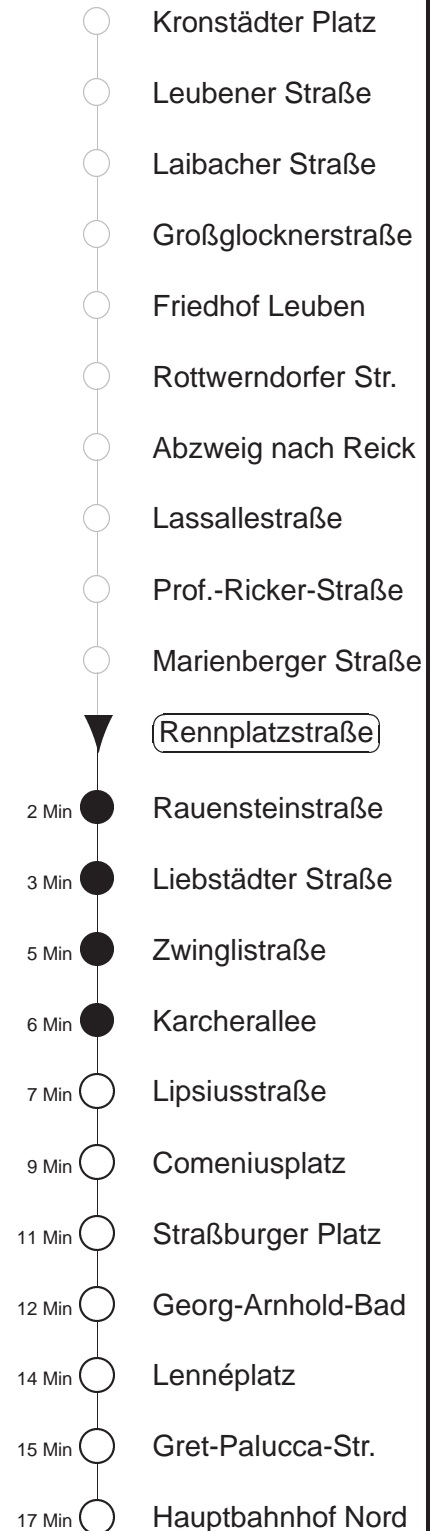 Kronstädter Platz
Leubener Straße
Laibacher Straße
Großglocknerstraße
Friedhof Leuben
Rottwerndorfer Str.
Abzweig nach Reick
Lassallestraße
Prof.-Ricker-Straße
Marienberger Straße
Rennplatzstraße
2 Min Rauensteinstraße
3 Min Liebstädter Straße
5 Min Zwinglistraße
6 Min Karcherallee
7 Min Lipsiusstraße
9 Min Comeniusplatz
11 Min Straßburger Platz
12 Min Georg-Arnhold-Bad
14 Min Lennéplatz
15 Min Gret-Palucca-Str.
17 Min Hauptbahnhof Nord